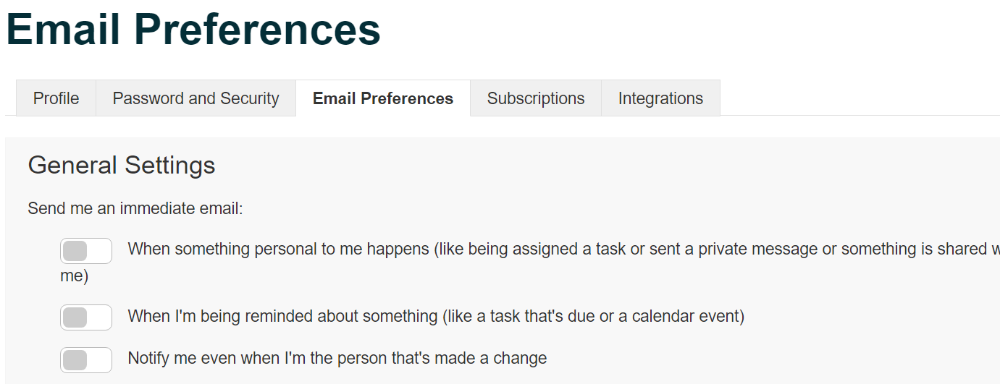 Email Preferences
Profile Password and Security Email Preferences Subscriptions Integrations
General Settings
Send me an immediate email:
When something personal to me happens (like being assigned a task or sent a private message or something is shared
me)
When I'm being reminded about something (like a task that's due or a calendar event)
Notify me even when I'm the person that's made a change